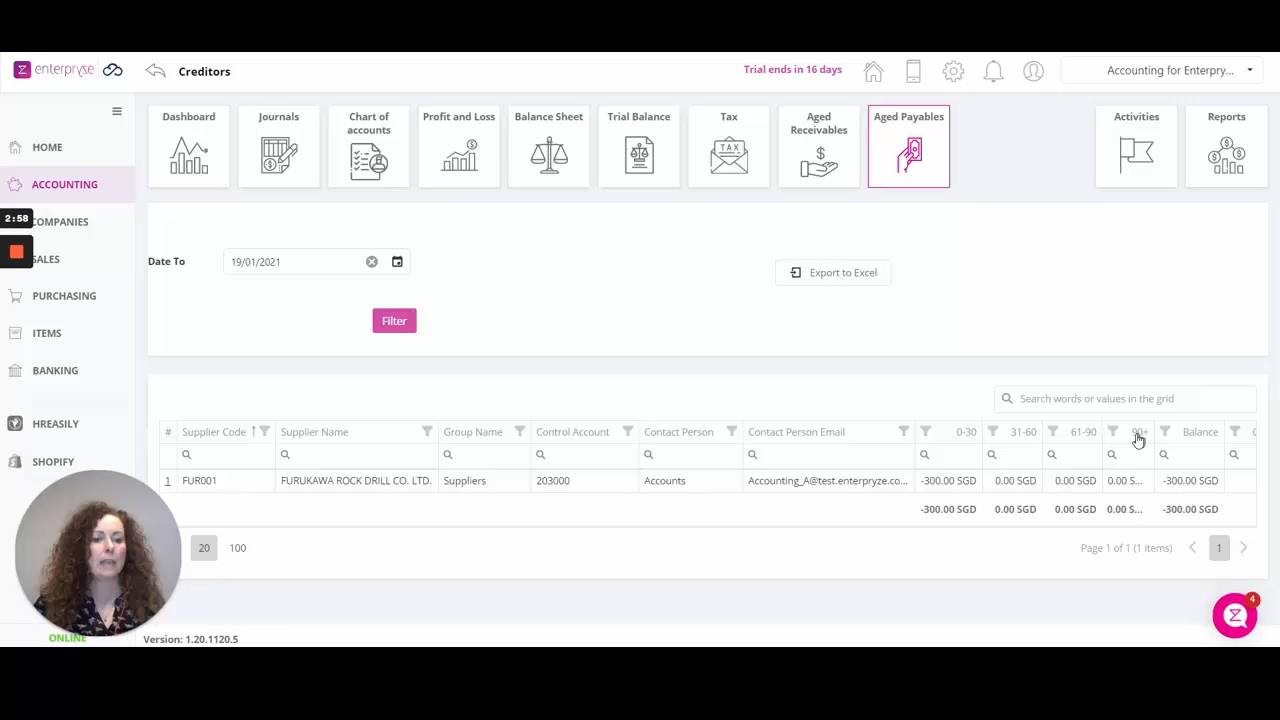 enterpryze
Creditors
Trial ends in 16 days
Accounting for Enterpry...
Dashboard
Journals
Chart of accounts
Profit and Loss
Balance Sheet
Trial Balance
Tax
TAX
Aged Receivables
Aged Payables
Activities
Reports
HOME
ACCOUNTING
2:58
COMPANIES
SALES
PURCHASING
ITEMS
BANKING
HREASILY
SHOPIFY
ONLINE
Date To
19/01/2021
Export to Excel
Filter
Search words or values in the grid
# Supplier Code Supplier Name Group Name Control Account Contact Person Contact Person Email 0-30 31-60 61-90 90+ Balance
1 FUR001 FURUKAWA ROCK DRILL CO. LTD. Suppliers 203000 Accounts Accounting_A@test.enterpryze.co... -300.00 SGD 0.00 SGD 0.00 SGD 0.00 S... -300.00 SGD
-300.00 SGD 0.00 SGD 0.00 SGD 0.00 S... -300.00 SGD
20 100
Page 1 of 1 (1 items) 1
4
Version: 1.20.1120.5